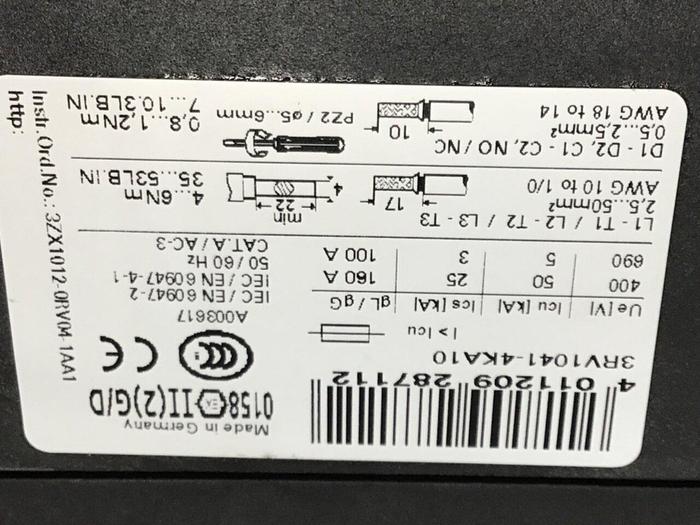 Made in Germany
0158 Ex II(2)G/D
4 011209 287112
3RV1041-4KA10
I > Icu
CCC
CE
A003617
Ue [V] Icu [kA] Ics [kA] gL/gG
400 50 25 160 A
690 5 3 100 A
IEC / EN 60947-2
IEC / EN 60947-4-1
50 / 60 Hz
CAT.A / AC-3
L1 - T1 / L2 - T2 / L3 - T3
2,5...50mm²
AWG 10 to 1/0
17
min
22
4
4...6Nm
35...53LB.IN
D1 - D2, C1 - C2, NO / NC
0,5...2,5mm²
AWG 18 to 14
10
PZ2 / ø5...6mm
0,8...1,2Nm
7...10.3LB.IN
Instr.Ord.No.: 3ZX1012-0RV04-1AA1
http: